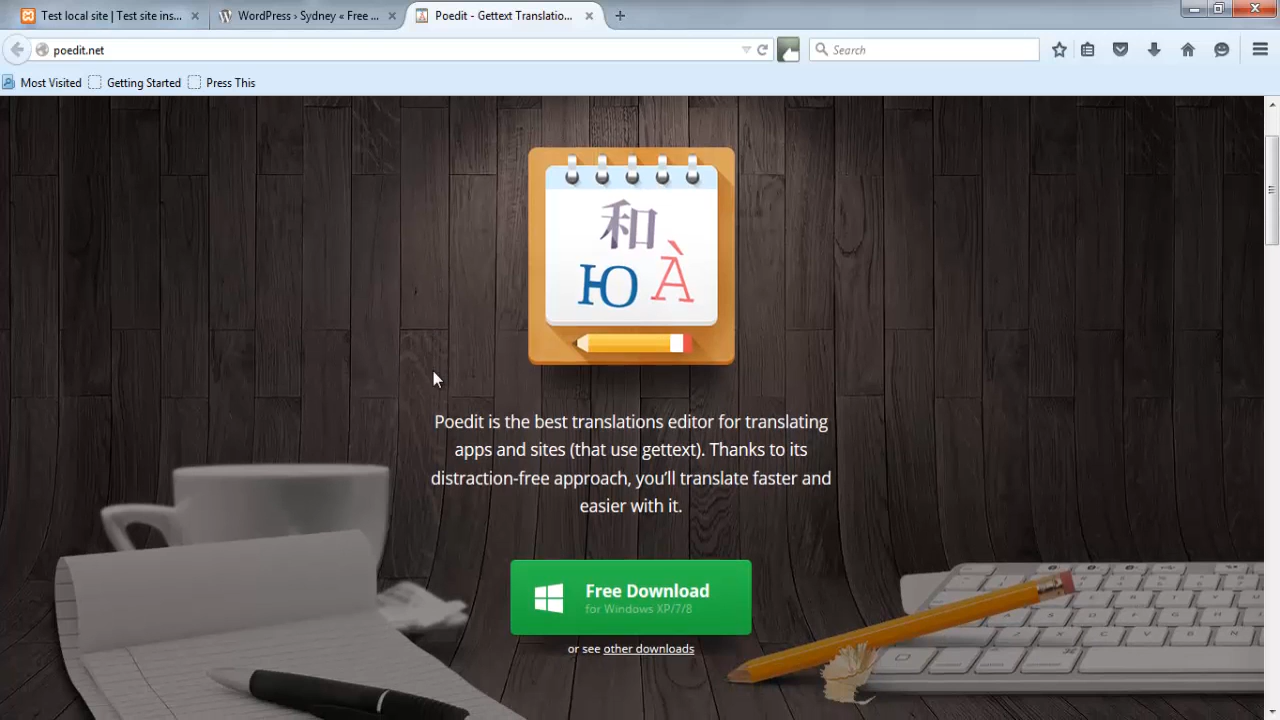 Test local site | Test site ins...
WordPress › Sydney « Free ...
Poedit - Gettext Translatio...
poedit.net
Search
Most Visited
Getting Started
Press This
和
Ю À
Poedit is the best translations editor for translating
apps and sites (that use gettext). Thanks to its
distraction-free approach, you’ll translate faster and
easier with it.
Free Download
for Windows XP/7/8
or see other downloads